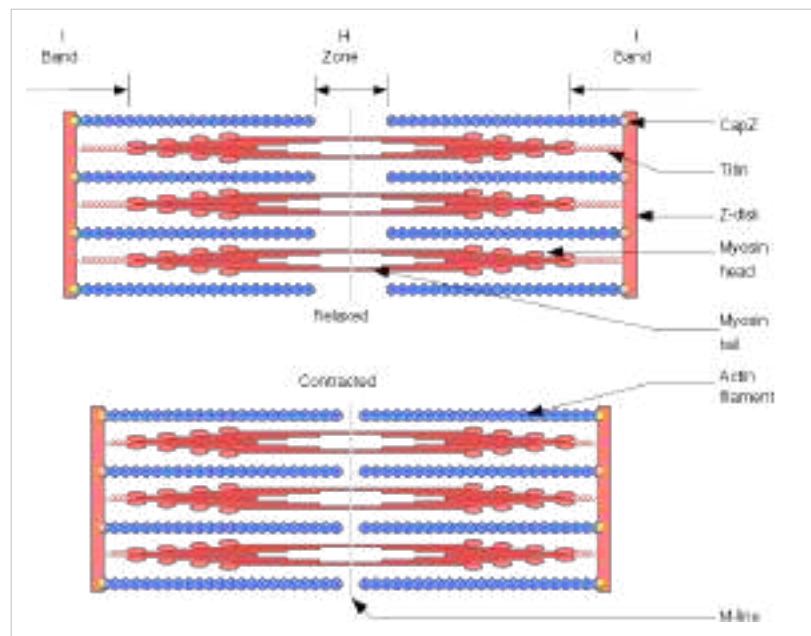 I
Band
H
Zone
I
Band
CapZ
Titin
Z-disk
Myosin
head
Myosin
tail
Relaxed
Contracted
Actin
filament
M-line